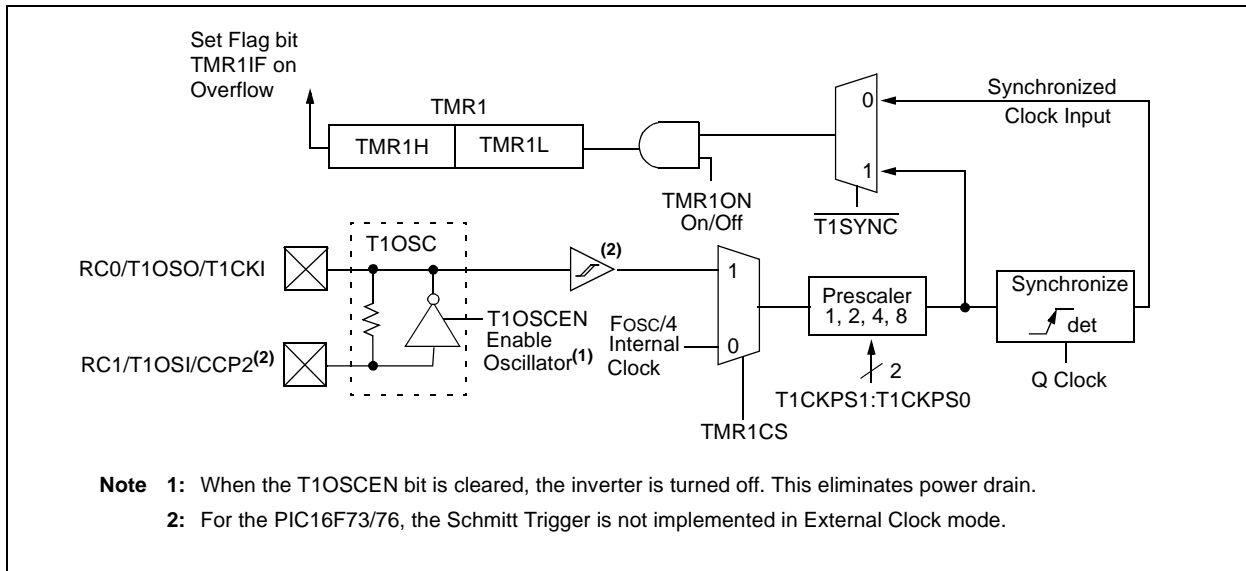 Set Flag bit
TMR1IF on
Overflow
TMR1
TMR1H
TMR1L
TMR1ON
On/Off
0
1
T1SYNC
Synchronized
Clock Input
RC0/T1OSO/T1CKI
T1OSC
(2)
RC1/T1OSI/CCP2(2)
T1OSCEN
Enable
Oscillator(1)
FOSC/4
Internal
Clock
1
0
TMR1CS
Prescaler
1, 2, 4, 8
2
T1CKPS1:T1CKPS0
Synchronize
det
Q Clock
Note 1: When the T1OSCEN bit is cleared, the inverter is turned off. This eliminates power drain.
2: For the PIC16F73/76, the Schmitt Trigger is not implemented in External Clock mode.